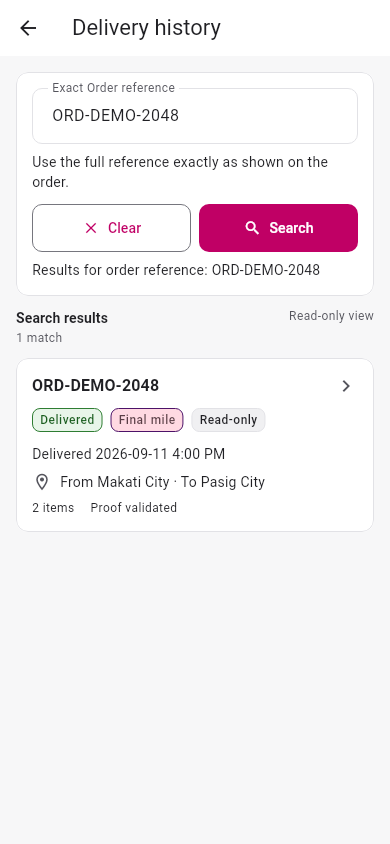 Delivery history
Exact Order reference
ORD-DEMO-2048
Use the full reference exactly as shown on the
order.
Clear
Search
Results for order reference: ORD-DEMO-2048
Search results
Read-only view
1 match
ORD-DEMO-2048
Delivered
Final mile
Read-only
Delivered 2026-09-11 4:00 PM
From Makati City · To Pasig City
2 items
Proof validated